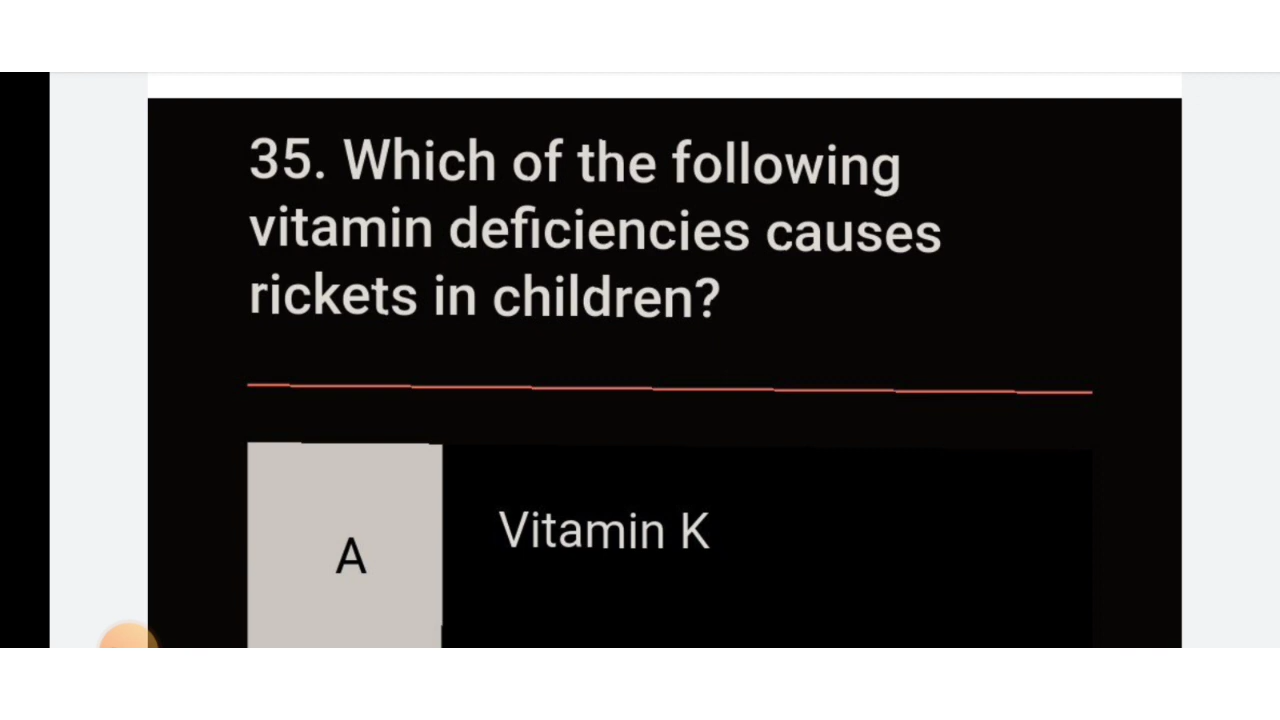 35. Which of the following
vitamin deficiencies causes
rickets in children?
A
Vitamin K